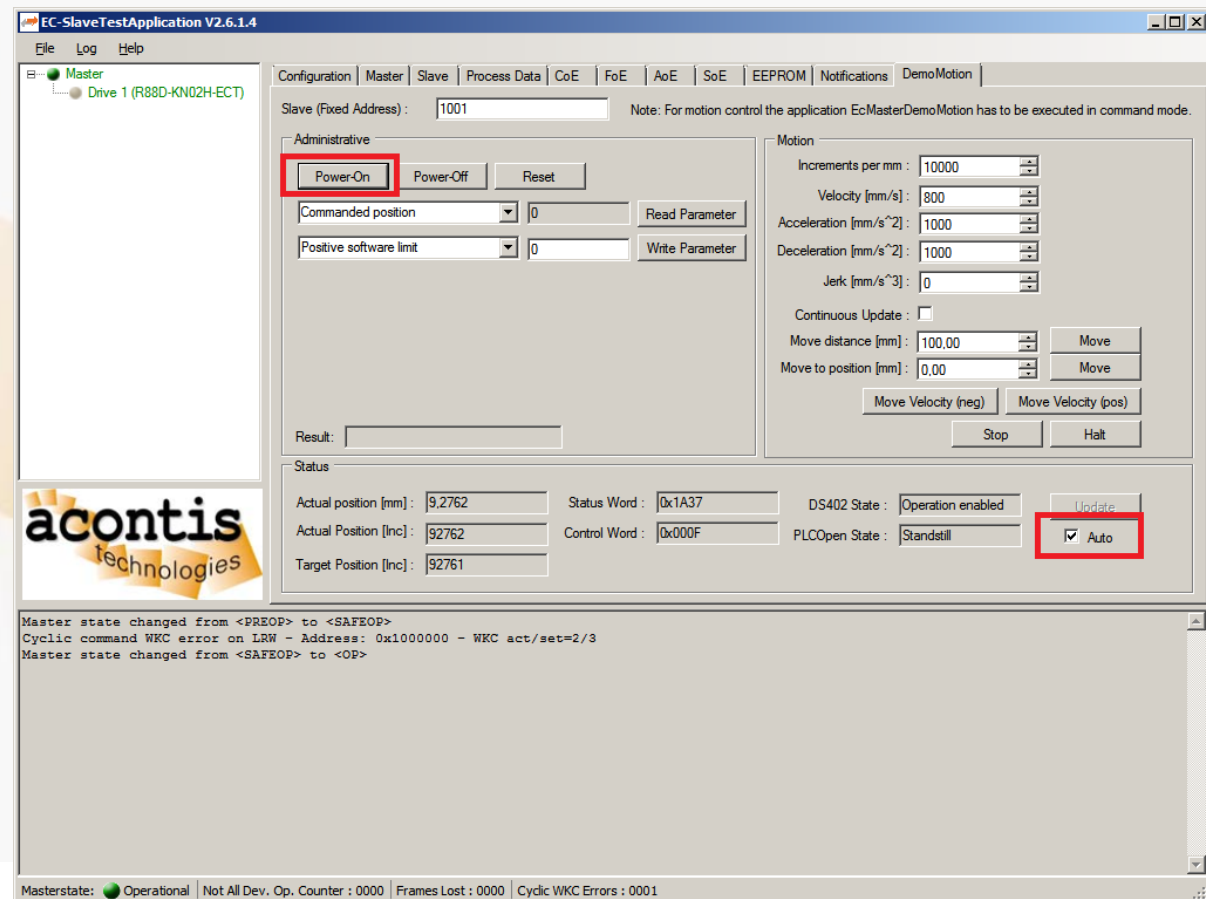 EC-SlaveTestApplication V2.6.1.4
File Log Help
Master
Drive 1 (R88D-KN02H-ECT)
Configuration Master Slave Process Data CoE FoE AoE SoE EEPROM Notifications DemoMotion
Slave (Fixed Address) : 1001 Note: For motion control the application EcMasterDemoMotion has to be executed in command mode.
Administrative
Power-On Power-Off Reset
Commanded position 0 Read Parameter
Positive software limit 0 Write Parameter
Result:
Motion
Increments per mm : 10000
Velocity [mm/s] : 800
Acceleration [mm/s^2] : 1000
Deceleration [mm/s^2] : 1000
Jerk [mm/s^3] : 0
Continuous Update :
Move distance [mm] : 100,00 Move
Move to position [mm] : 0,00 Move
Move Velocity (neg) Move Velocity (pos)
Stop Halt
Status
Actual position [mm] : 9,2762 Status Word : 0x1A37 DS402 State : Operation enabled Update
Actual Position [Inc] : 92762 Control Word : 0x000F PLCOpen State : Standstill Auto
Target Position [Inc] : 92761
acontis
technologies
Master state changed from <PREOP> to <SAFEOP>
Cyclic command WKC error on LRW - Address: 0x1000000 - WKC act/set=2/3
Master state changed from <SAFEOP> to <OP>
Masterstate: Operational Not All Dev. Op. Counter : 0000 Frames Lost : 0000 Cyclic WKC Errors : 0001